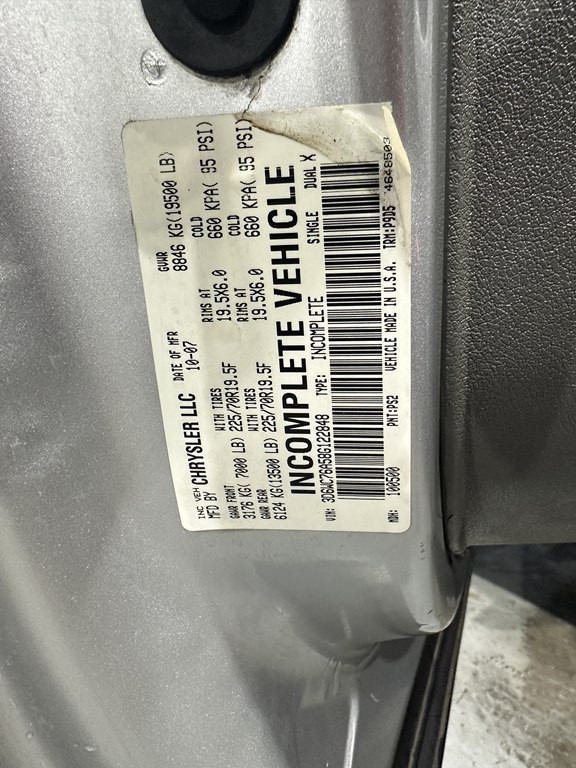 INC VEH MFD BY CHRYSLER LLC
DATE OF MFR 10-07
GVWR 8846 KG(19500 LB)
GAWR FRONT WITH TIRES RIMS AT COLD
3176 KG( 7000 LB) 225/70R19.5F 19.5X6.0 660 KPA( 95 PSI)
GAWR REAR WITH TIRES RIMS AT COLD
6124 KG(13500 LB) 225/70R19.5F 19.5X6.0 660 KPA( 95 PSI)
INCOMPLETE VEHICLE
VIN: 3D6WC76A58G122848 TYPE: INCOMPLETE SINGLE DUAL X
MDH: 100500 PNT:PS2 VEHICLE MADE IN U.S.A. TRM:P9D5 4648503